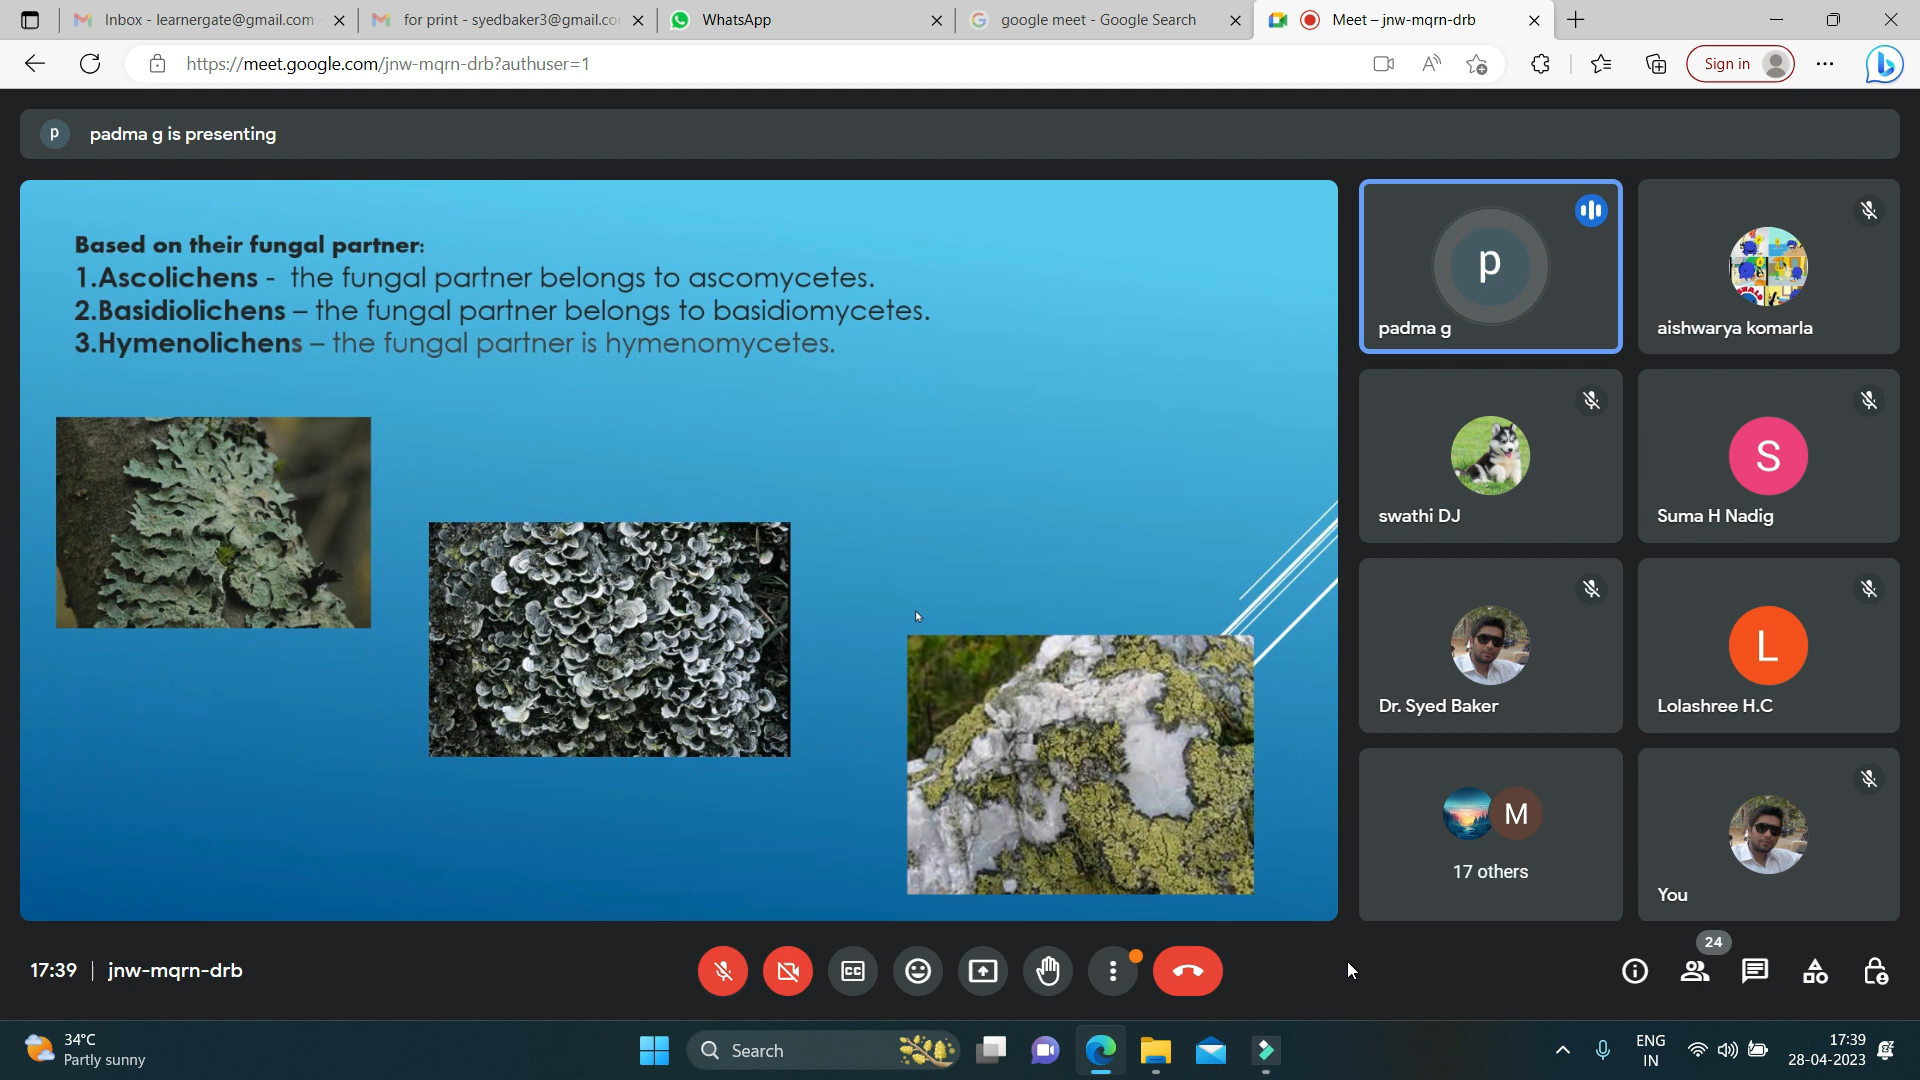 Inbox - learnergate@gmail.com
for print - syedbaker3@gmail.co
WhatsApp
google meet - Google Search
Meet – jnw-mqrn-drb
https://meet.google.com/jnw-mqrn-drb?authuser=1
Sign in
p
padma g is presenting
Based on their fungal partner:
1.Ascolichens - the fungal partner belongs to ascomycetes.
2.Basidiolichens – the fungal partner belongs to basidiomycetes.
3.Hymenolichens – the fungal partner is hymenomycetes.
p
padma g
aishwarya komarla
swathi DJ
S
Suma H Nadig
Dr. Syed Baker
L
Lolashree H.C
M
17 others
You
17:39 | jnw-mqrn-drb
CC
24
34°C
Partly sunny
Search
ENG
IN
17:39
28-04-2023